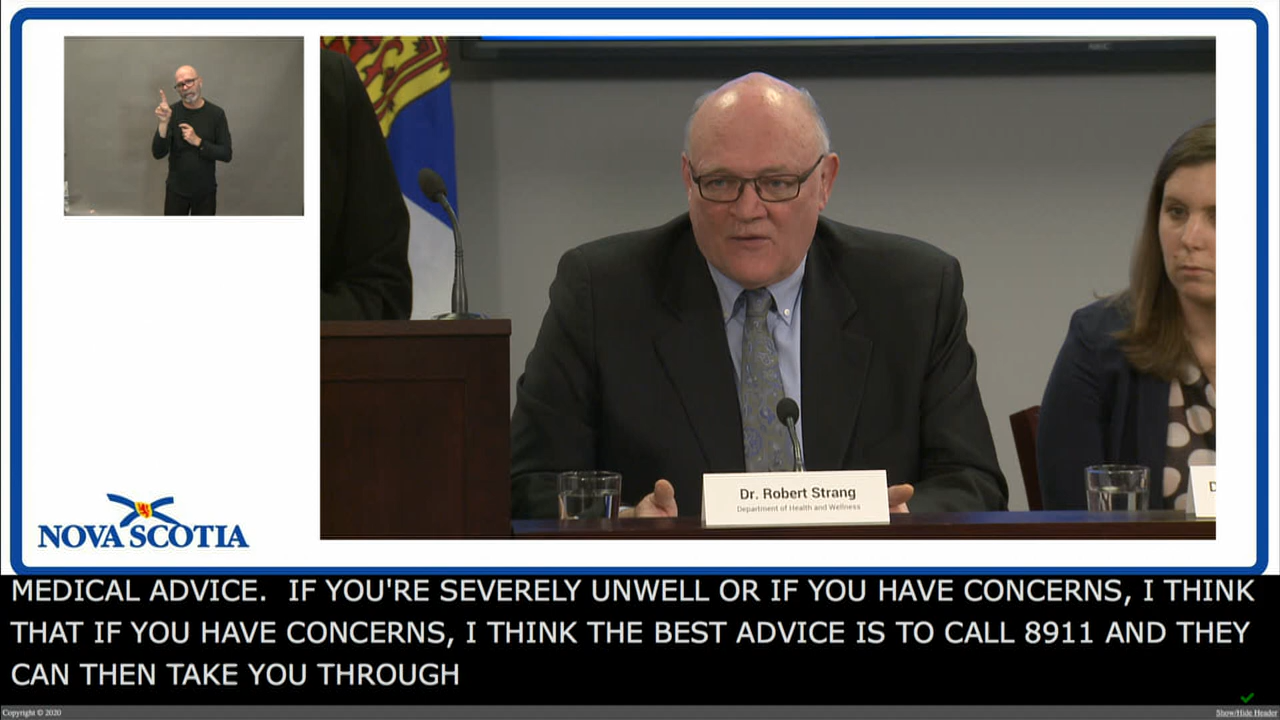 NEC
Dr. Robert Strang
Department of Health and Wellness
D
NOVA SCOTIA
MEDICAL ADVICE.  IF YOU'RE SEVERELY UNWELL OR IF YOU HAVE CONCERNS, I THINK
THAT IF YOU HAVE CONCERNS, I THINK THE BEST ADVICE IS TO CALL 8911 AND THEY
CAN THEN TAKE YOU THROUGH
Copyright © 2020
Show/Hide Header